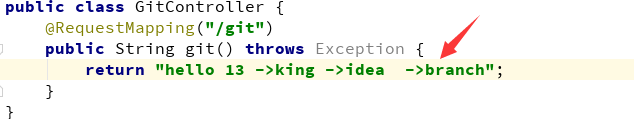 public class GitController {
@RequestMapping("/git")
public String git() throws Exception {
return "hello 13 ->king ->idea  ->branch";
}
}